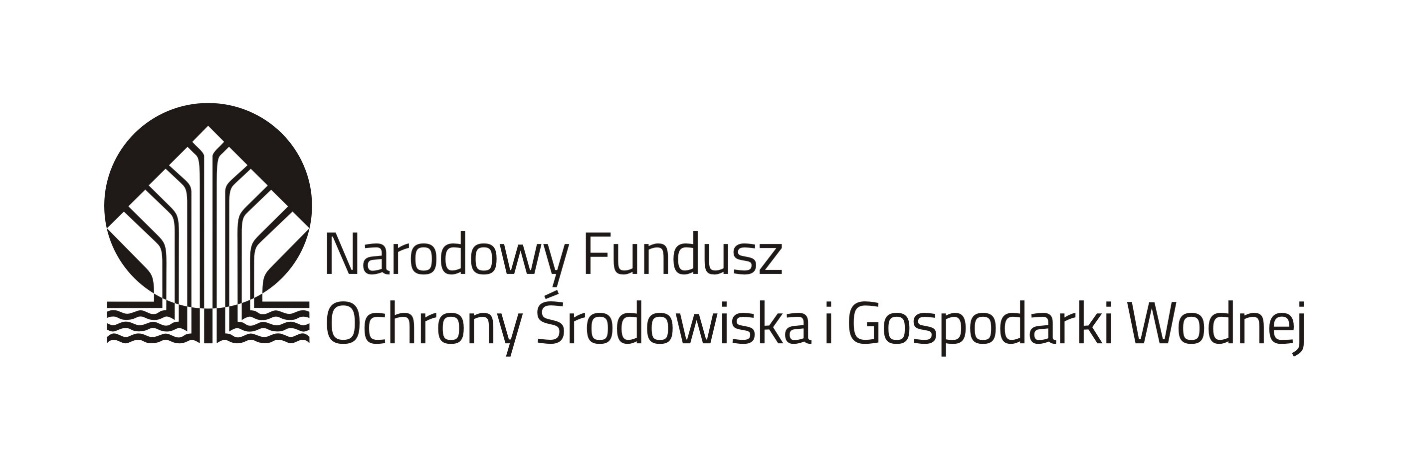 Narodowy Fundusz
Ochrony Środowiska i Gospodarki Wodnej